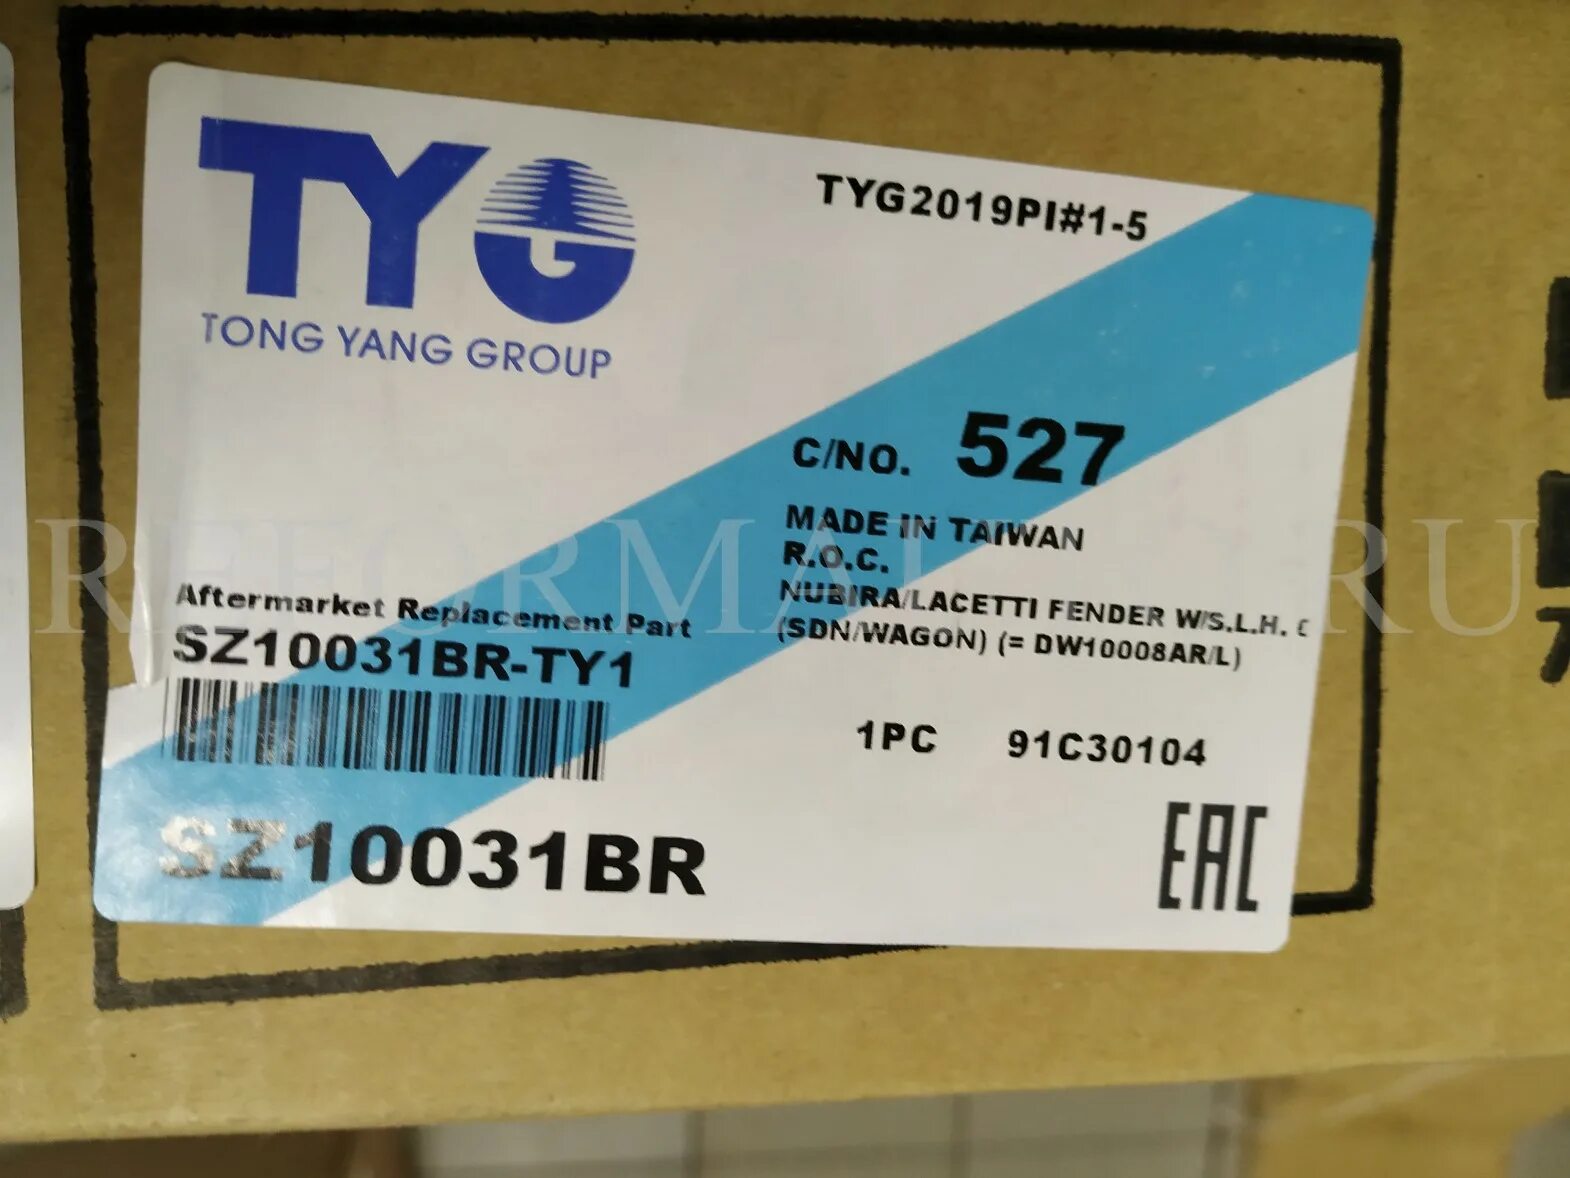 TYG
TONG YANG GROUP
TYG2019PI#1-5
C/NO. 527
MADE IN TAIWAN
R.O.C.
NUBIRA/LACETTI FENDER W/S.L.H.
(SDN/WAGON) (= DW10008AR/L)
1PC 91C30104
Aftermarket Replacement Part
SZ10031BR-TY1
SZ10031BR
EAC